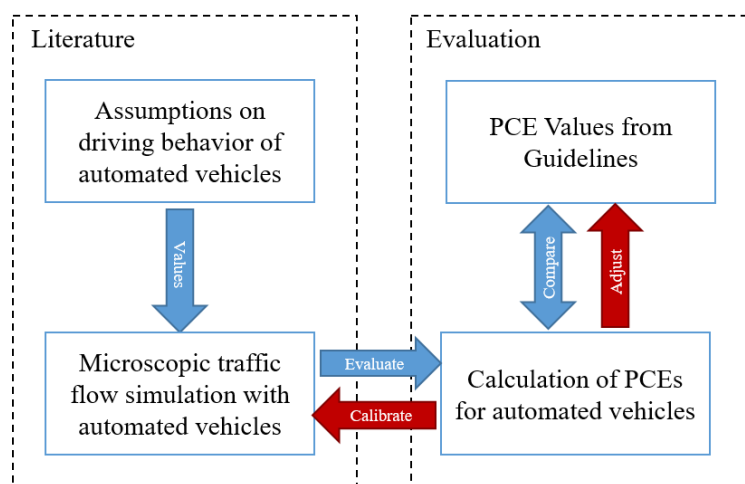 Literature
Assumptions on
driving behavior of
automated vehicles
Values
Microscopic traffic
flow simulation with
automated vehicles
Evaluate
Calibrate
Evaluation
PCE Values from
Guidelines
Compare
Adjust
Calculation of PCEs
for automated vehicles